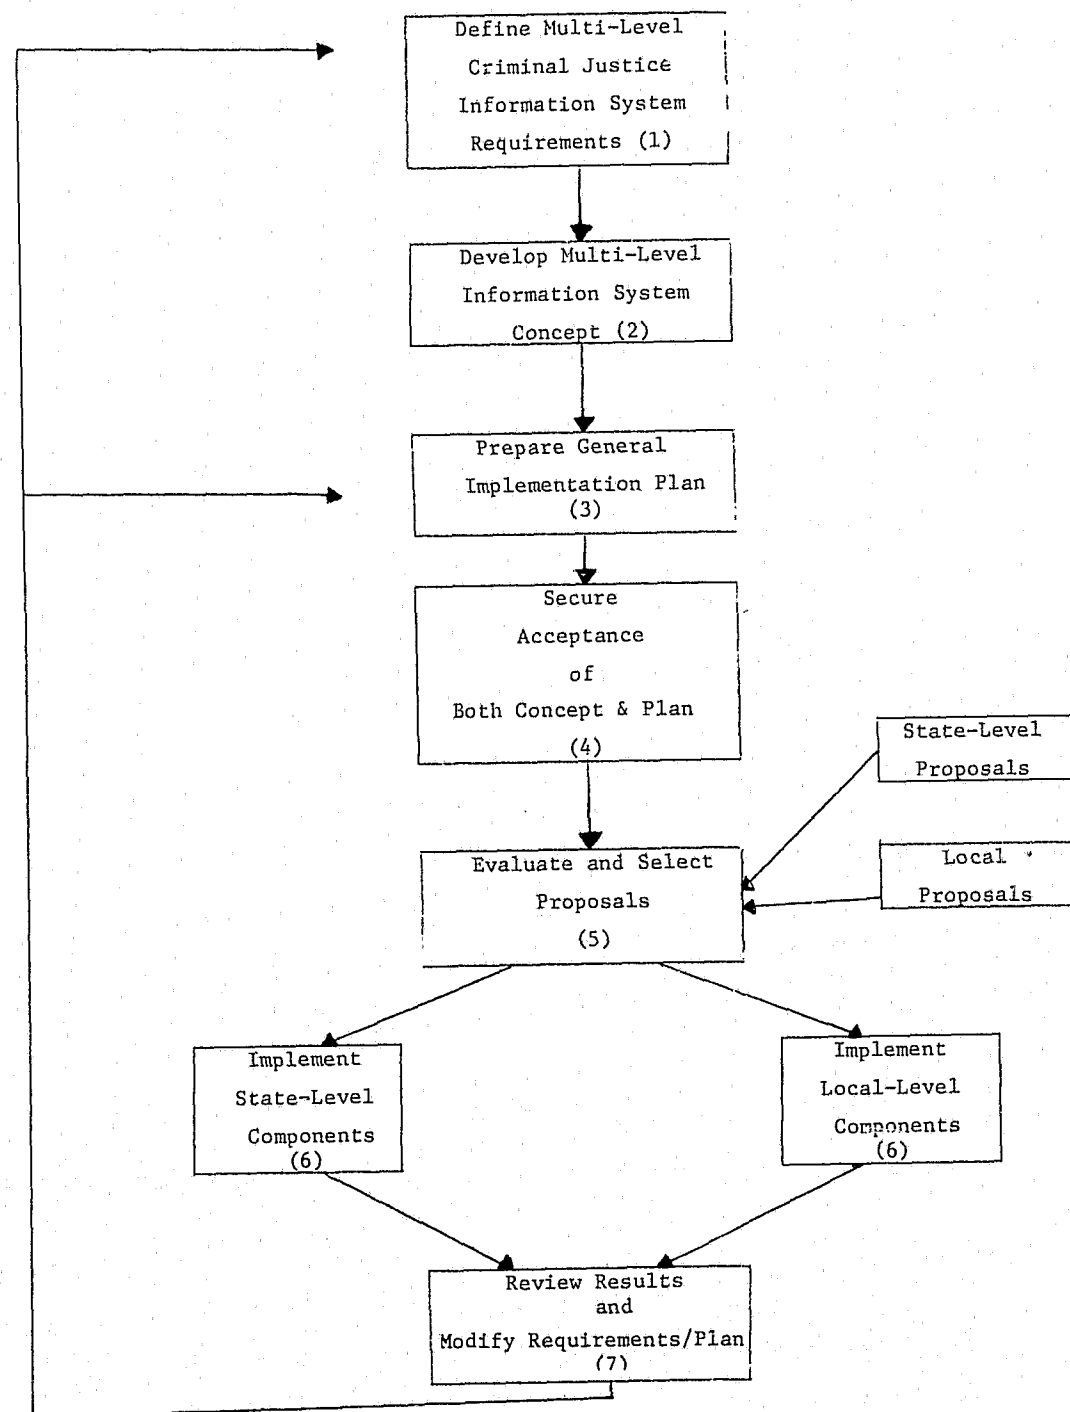 Define Multi-Level
Criminal Justice
Information System
Requirements (1)
Develop Multi-Level
Information System
Concept (2)
Prepare General
Implementation Plan
(3)
Secure
Acceptance
of
Both Concept & Plan
(4)
State-Level
Proposals
Local
Proposals
Evaluate and Select
Proposals
(5)
Implement
State-Level
Components
(6)
Implement
Local-Level
Components
(6)
Review Results
and
Modify Requirements/Plan
(7)